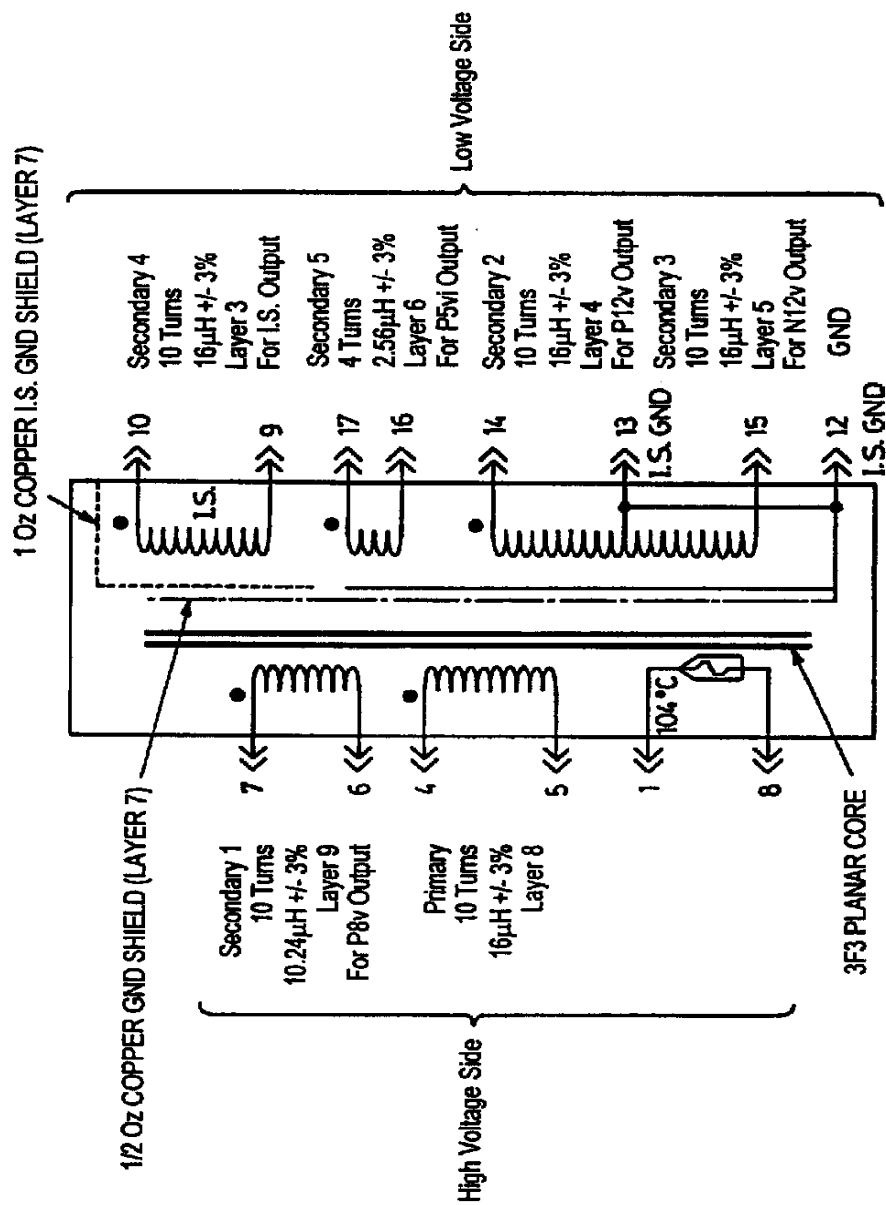 1 Oz COPPER I.S. GND SHIELD (LAYER 7)
1/2 Oz COPPER GND SHIELD (LAYER 7)
High Voltage Side
Secondary 1
10 Turns
10.24µH +/- 3%
Layer 9
For P8v Output
Primary
10 Turns
16µH +/- 3%
Layer 8
7
6
4
5
1
8
104°C
3F3 PLANAR CORE
I.S.
10
9
17
16
14
13
I.S. GND
15
12
I.S. GND
Secondary 4
10 Turns
16µH +/- 3%
Layer 3
For I.S. Output
Secondary 5
4 Turns
2.56µH +/- 3%
Layer 6
For P5vi Output
Secondary 2
10 Turns
16µH +/- 3%
Layer 4
For P12v Output
Secondary 3
10 Turns
16µH +/- 3%
Layer 5
For N12v Output
GND
Low Voltage Side